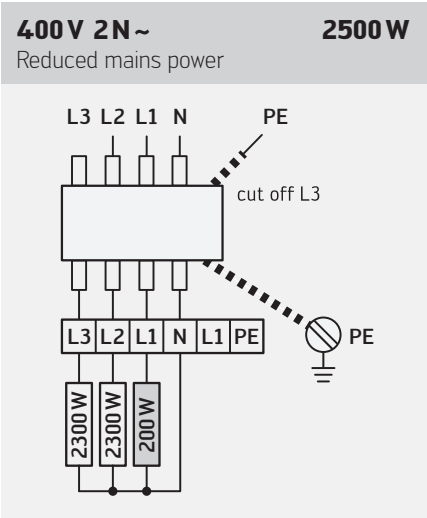 400 V 2 N ~ 2500 W
Reduced mains power
L3 L2 L1 N PE
cut off L3
L3 L2 L1 N L1 PE
PE
2300 W 2300 W 200 W